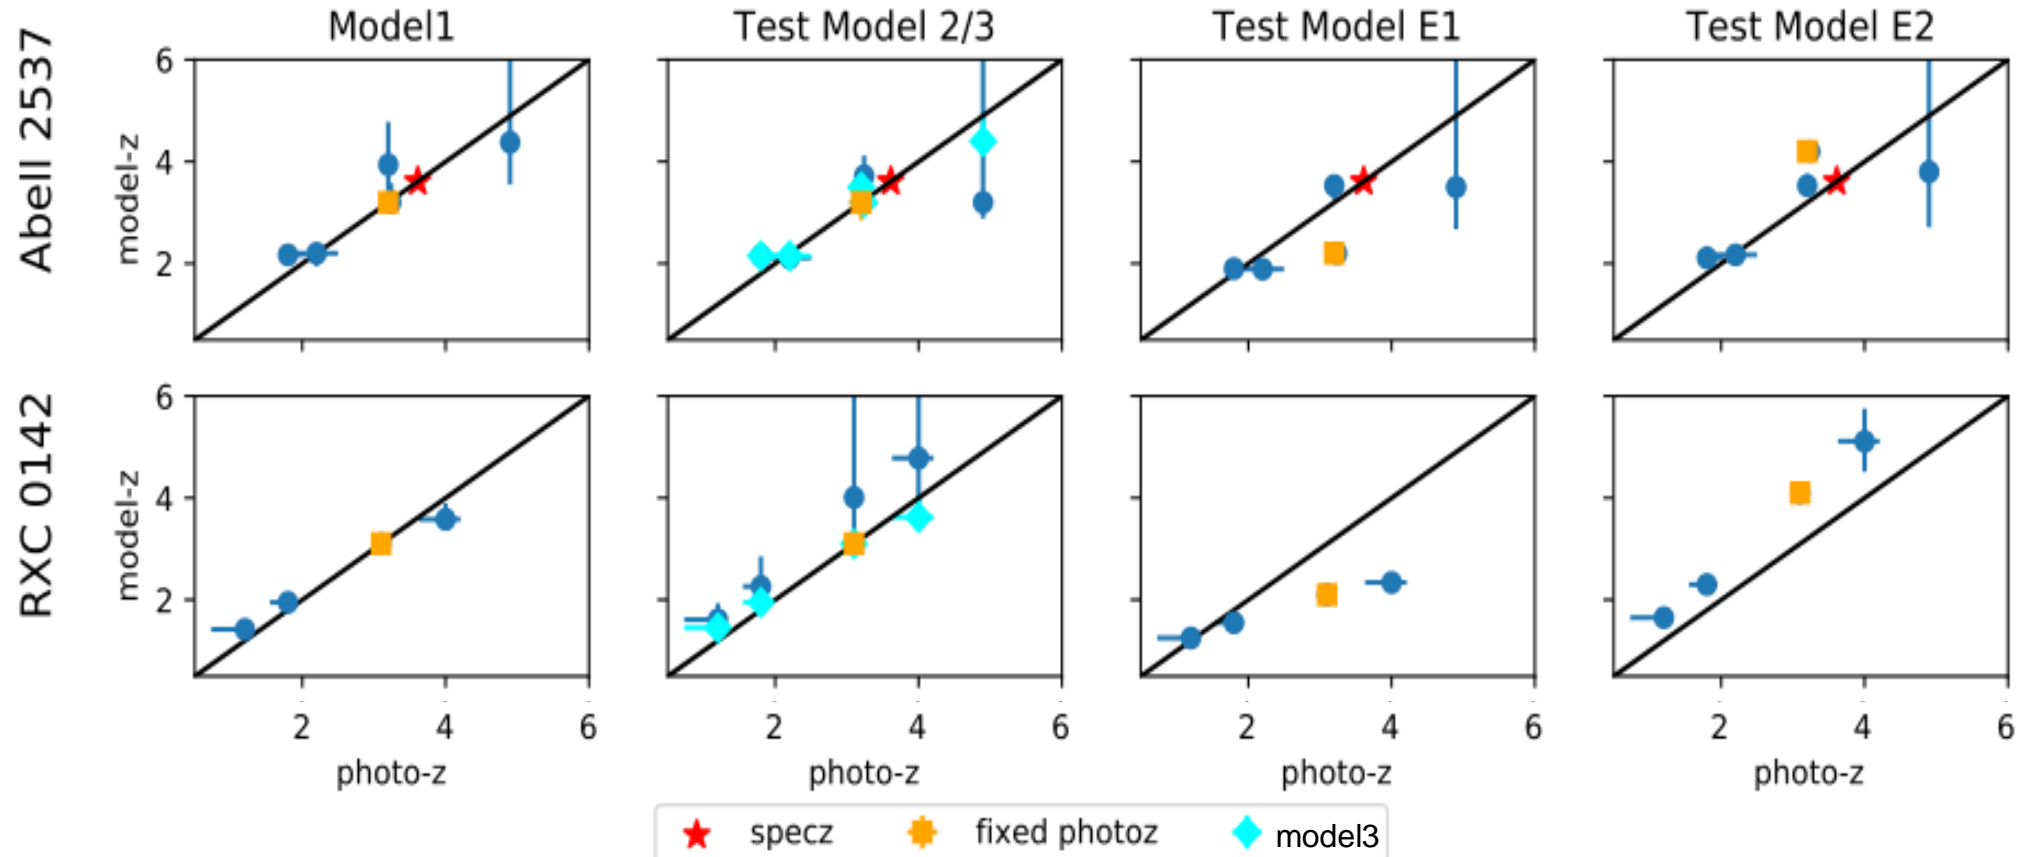 Model1 Test Model 2/3 Test Model E1 Test Model E2
Abell 2537
model-z
6
4
2
RXC 0142
model-z
6
4
2
2 4 6 2 4 6 2 4 6 2 4 6
photo-z photo-z photo-z photo-z
specz fixed photoz model3